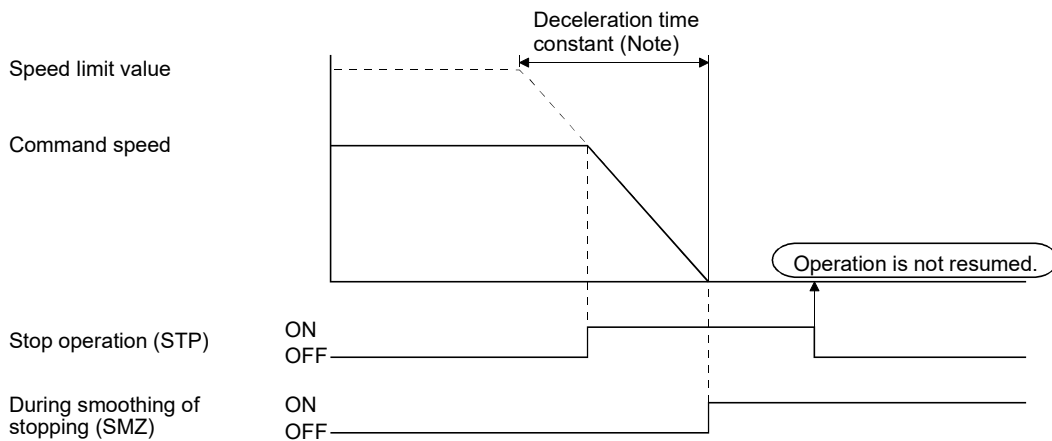 Deceleration time
constant (Note)
Speed limit value
Command speed
Operation is not resumed.
Stop operation (STP)
ON
OFF
During smoothing of
stopping (SMZ)
ON
OFF